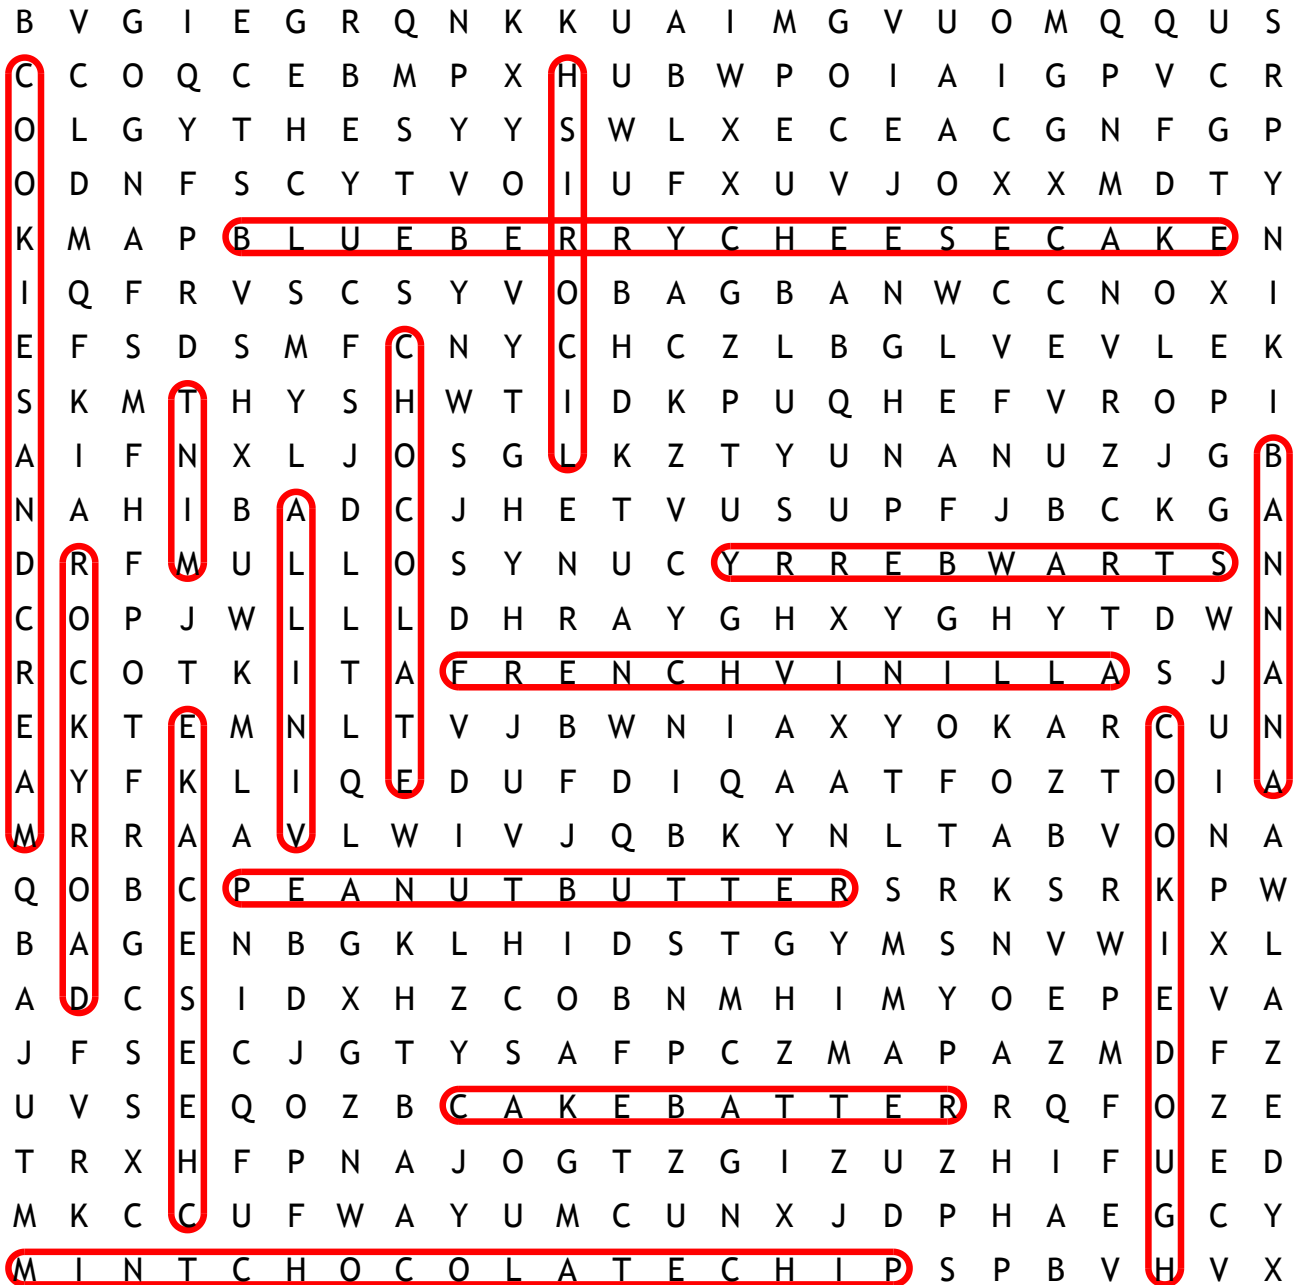 B V G I E G R Q N K K U A I M G V U O M Q Q U S
C C O Q C E B M P X H U B W P O I A I G P V C R
O L G Y T H E S Y Y S W L X E C E A C G N F G P
O D N F S C Y T V O I U F X U V J O X X M D T Y
K M A P B L U E B E R R Y C H E E S E C A K E N
I Q F R V S C S Y V O B A G B A N W C C N O X I
E F S D S M F C N Y C H C Z L B G L V E V L E K
S K M T H Y S H W T I D K P U Q H E F V R O P I
A I F N X L J O S G L K Z T Y U N A N U Z J G B
N A H I B A D C J H E T V U S U P F J B C K G A
D R F M U L L O S Y N U C Y R R E B W A R T S N
C O P J W L L L D H R A Y G H X Y G H Y T D W N
R C O T K I T A F R E N C H V I N I L L A S J A
E K T E M N L T V J B W N I A X Y O K A R C U N
A Y F K L I Q E D U F D I Q A A T F O Z T O I A
M R R A A V L W I V J Q B K Y N L T A B V O N A
Q O B C P E A N U T B U T T E R S R K S R K P W
B A G E N B G K L H I D S T G Y M S N V W I X L
A D C S I D X H Z C O B N M H I M Y O E P E V A
J F S E C J G T Y S A F P C Z M A P A Z M D F Z
U V S E Q O Z B C A K E B A T T E R R Q F O Z E
T R X H F P N A J O G T Z G I Z U Z H I F U E D
M K C C U F W A Y U M C U N X J D P H A E G C Y
M I N T C H O C O L A T E C H I P S P B V H V X